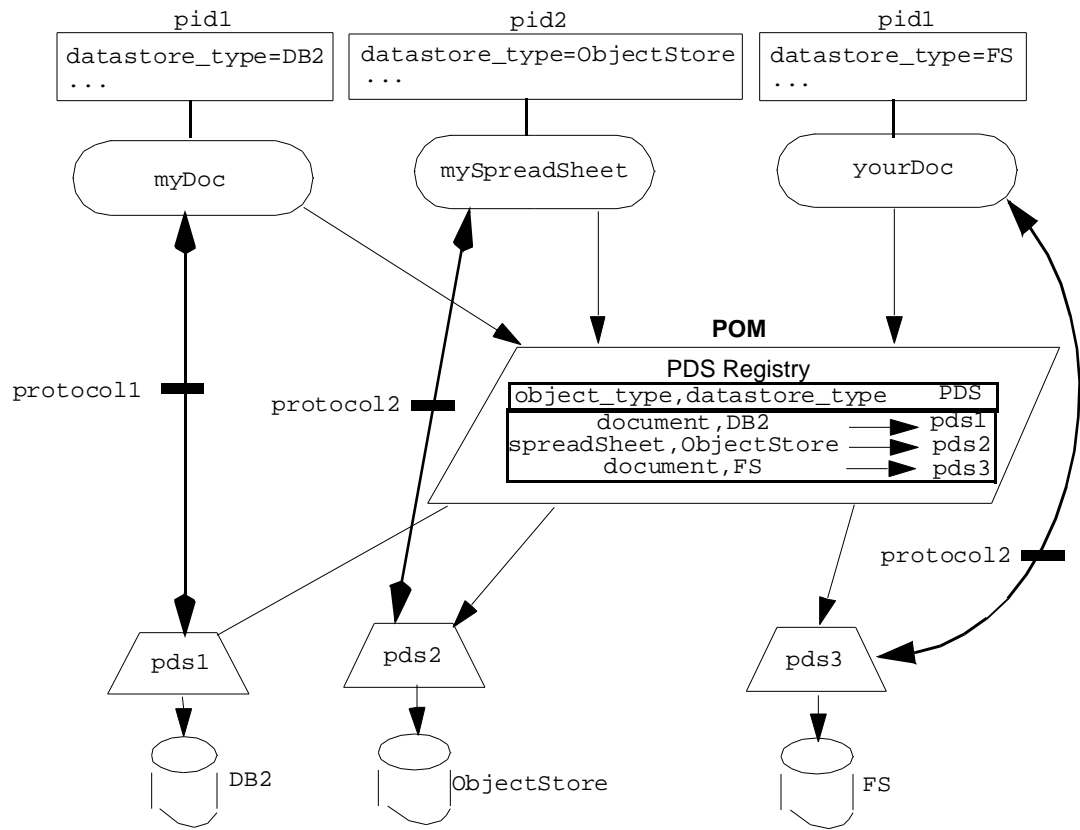 pid1
datastore_type=DB2
...
pid2
datastore_type=ObjectStore
...
pid1
datastore_type=FS
...
myDoc
mySpreadSheet
yourDoc
POM
PDS Registry
object_type,datastore_type PDS
document,DB2 pds1
spreadSheet,ObjectStore pds2
document,FS pds3
protocol1
protocol2
protocol2
pds1
pds2
pds3
DB2
ObjectStore
FS